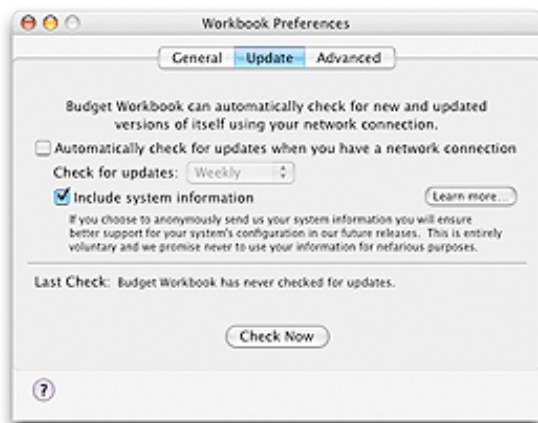 Workbook Preferences
General Update Advanced
Budget Workbook can automatically check for new and updated
versions of itself using your network connection.
Automatically check for updates when you have a network connection
Check for updates: Weekly
Include system information Learn more...
If you choose to anonymously send us your system information you will ensure
better support for your system's configuration in our future releases. This is entirely
voluntary and we promise never to use your information for nefarious purposes.
Last Check: Budget Workbook has never checked for updates.
Check Now
?